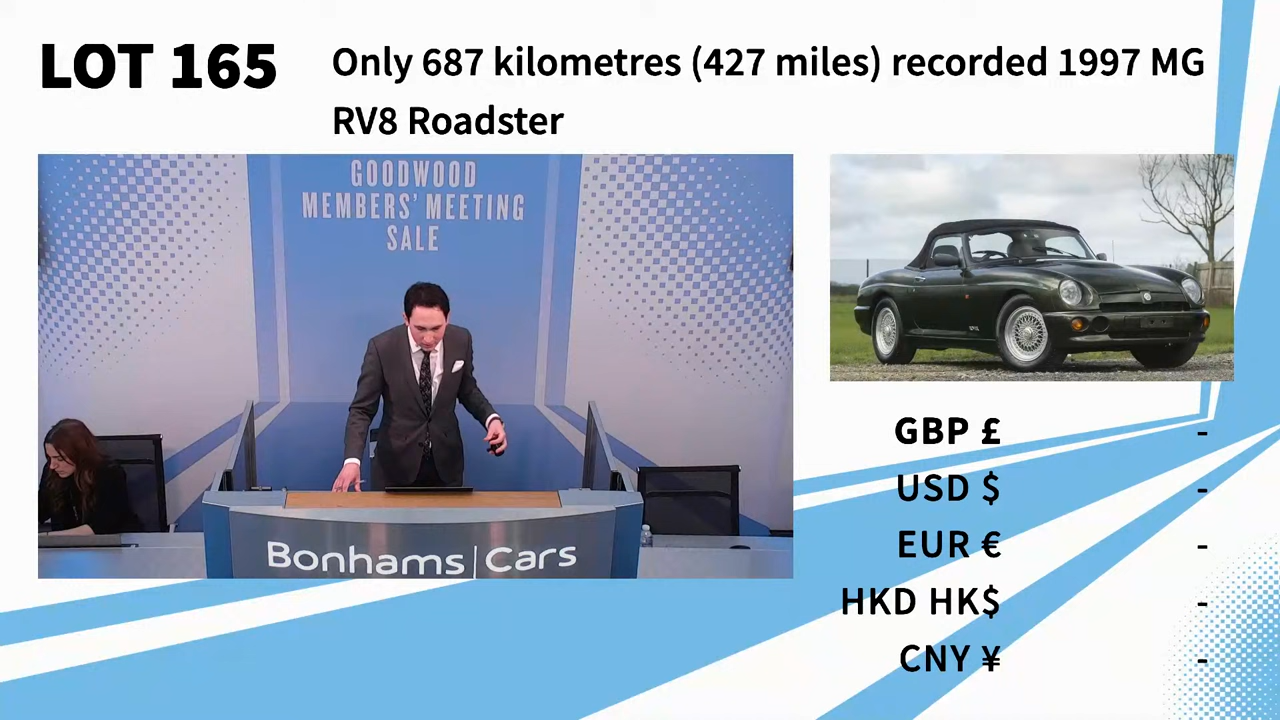 LOT 165
Only 687 kilometres (427 miles) recorded 1997 MG
RV8 Roadster
GOODWOOD
MEMBERS' MEETING
SALE
Bonhams|Cars
GBP £ -
USD $ -
EUR € -
HKD HK$ -
CNY ¥ -